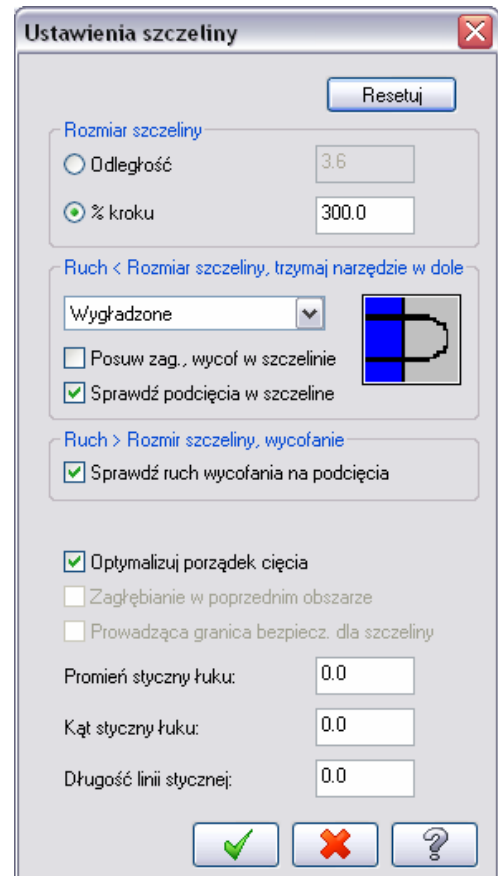 Ustawienia szczeliny
Resetuj
Rozmiar szczeliny
Odległość 3.6
% kroku 300.0
Ruch < Rozmiar szczeliny, trzymaj narzędzie w dole
Wygładzone
Posuw zag., wycof w szczelinie
Sprawdź podcięcia w szczeline
Ruch > Rozmir szczeliny, wycofanie
Sprawdź ruch wycofania na podcięcia
Optymalizuj porządek cięcia
Zagłębianie w poprzednim obszarze
Prowadząca granica bezpiecz. dla szczeliny
Promień styczny łuku: 0.0
Kąt styczny łuku: 0.0
Długość linii stycznej: 0.0